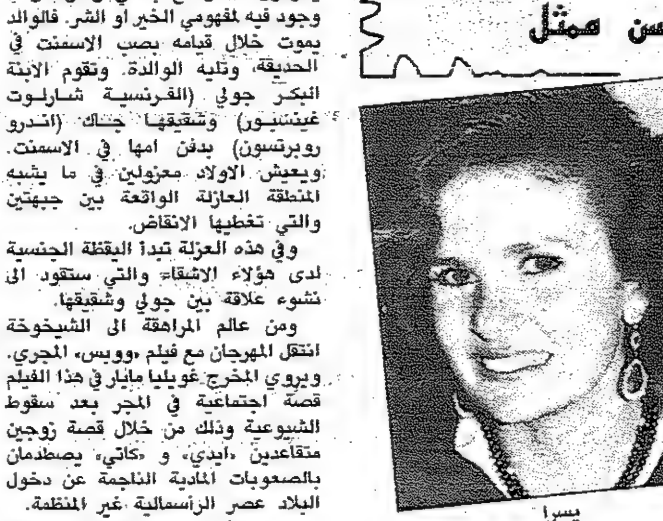 سن ممثل
وجود فيه لمفهومي الخير او الشر. فالوالد
يموت خلال قيامه بصب الاسمنت في
الحديقة، وتليه الوالدة. وتقوم الابنة
البكر جولي (الفرنسية شارلوت
غينسبور) وشقيقها جاك (اندرو
روبرتسون) بدفن امها في الاسمنت.
ويعيش الاولاد معزولين في ما يشبه
المنطقة العازلة الواقعة بين جبهتين
والتي تغطيها الانقاض.
وفي هذه العزلة تبدأ اليقظة الجنسية
لدى هؤلاء الاشقاء والتي ستقود الى
نشوء علاقة بين جولي وشقيقها.
ومن عالم المراهقة الى الشيخوخة
انتقل المهرجان مع فيلم «وويس» المجري.
ويروي المخرج غويليا مايار في هذا الفيلم
قصة اجتماعية في المجر بعد سقوط
الشيوعية وذلك من خلال قصة زوجين
متقاعدين «ايدي» و «كاتي» يصطدمان
بالصعوبات المادية الناجمة عن دخول
البلاد عصر الرأسمالية غير المنظمة.
يسرا